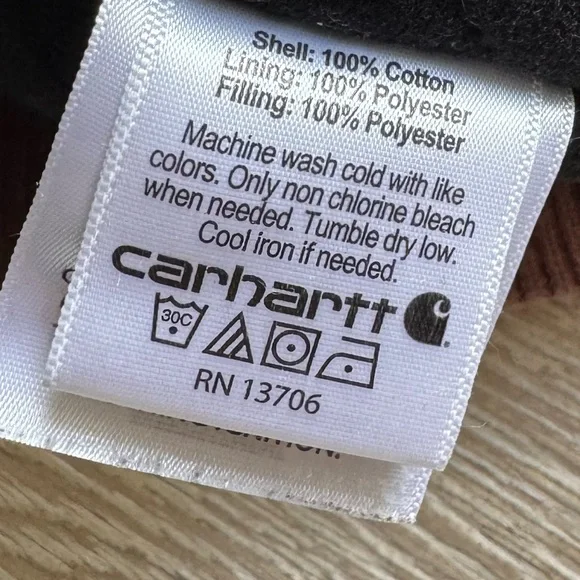 Shell: 100% Cotton
Lining: 100% Polyester
Filling: 100% Polyester
Machine wash cold with like
colors. Only non chlorine bleach
when needed. Tumble dry low.
Cool iron if needed.
carhartt
30C
RN 13706